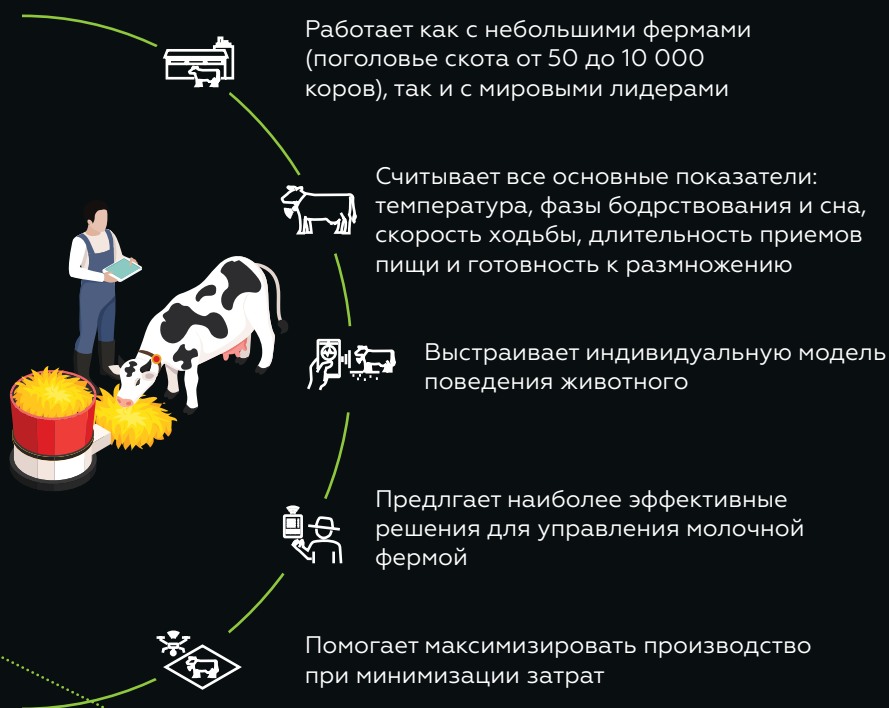 Работает как с небольшими фермами
(поголовье скота от 50 до 10 000
коров), так и с мировыми лидерами
Считывает все основные показатели:
температура, фазы бодрствования и сна,
скорость ходьбы, длительность приемов
пищи и готовность к размножению
Выстраивает индивидуальную модель
поведения животного
Предлгает наиболее эффективные
решения для управления молочной
фермой
Помогает максимизировать производство
при минимизации затрат